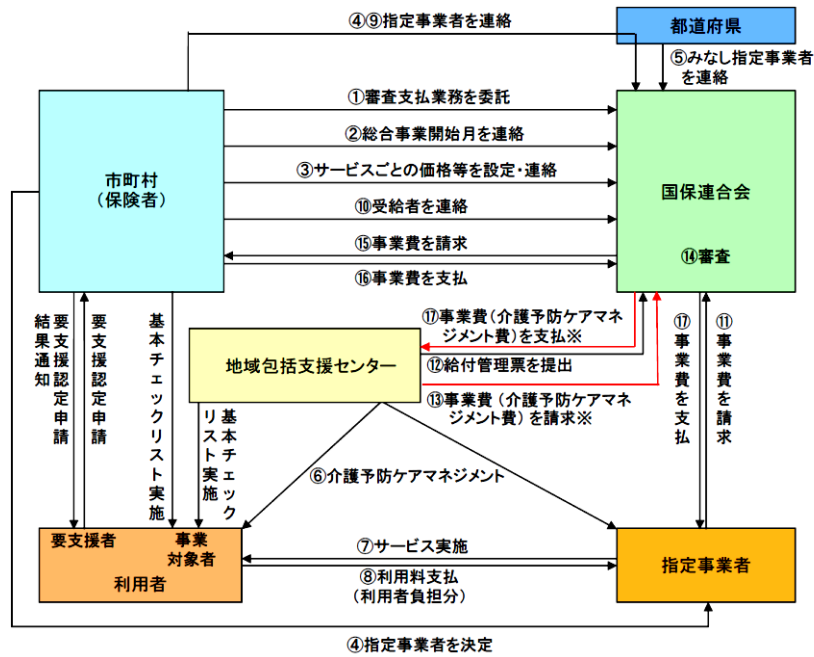 ④⑨指定事業者を連絡
都道府県
⑤みなし指定事業者
を連絡
①審査支払業務を委託
②総合事業開始月を連絡
③サービスごとの価格等を設定・連絡
市町村
（保険者）
国保連合会
⑩受給者を連絡
⑮事業費を請求
⑭審査
⑯事業費を支払
要支援認定申請
結果通知
要支援認定申請
基本チェックリスト実施
地域包括支援センター
⑰事業費（介護予防ケアマネ
ジメント費）を支払※
⑫給付管理票を提出
⑬事業費（介護予防ケアマネ
ジメント費）を請求※
⑰事業費を支払
⑪事業費を請求
基本チェック
リスト実施
⑥介護予防ケアマネジメント
要支援者
事業
対象者
利用者
⑦サービス実施
⑧利用料支払
（利用者負担分）
指定事業者
④指定事業者を決定